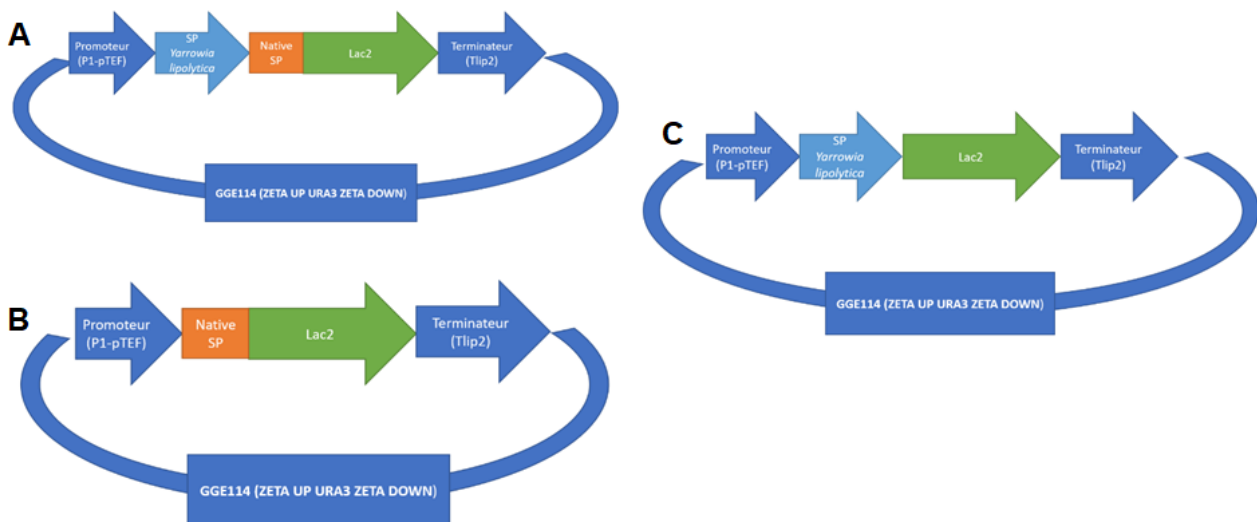 A
Promoteur
(P1-pTEF)
SP
Yarrowia
lipolytica
Native
SP
Lac2
Terminateur
(Tlip2)
GGE114 (ZETA UP URA3 ZETA DOWN)
B
Promoteur
(P1-pTEF)
Native
SP
Lac2
Terminateur
(Tlip2)
GGE114 (ZETA UP URA3 ZETA DOWN)
C
Promoteur
(P1-pTEF)
SP
Yarrowia
lipolytica
Lac2
Terminateur
(Tlip2)
GGE114 (ZETA UP URA3 ZETA DOWN)